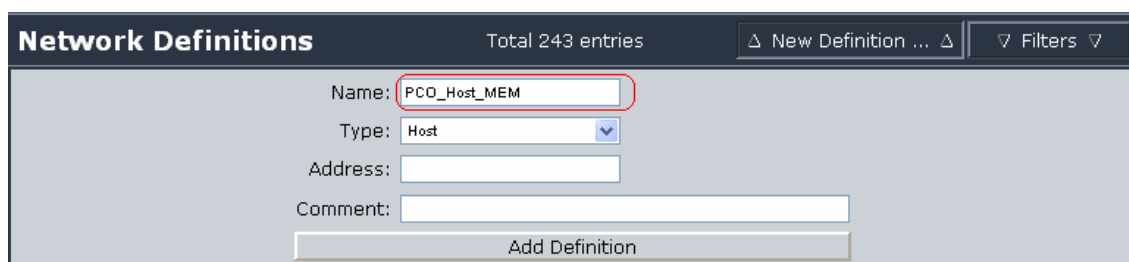 Network Definitions Total 243 entries Δ New Definition ... Δ ∇ Filters ∇
Name: PCO_Host_MEM
Type: Host
Address:
Comment:
Add Definition